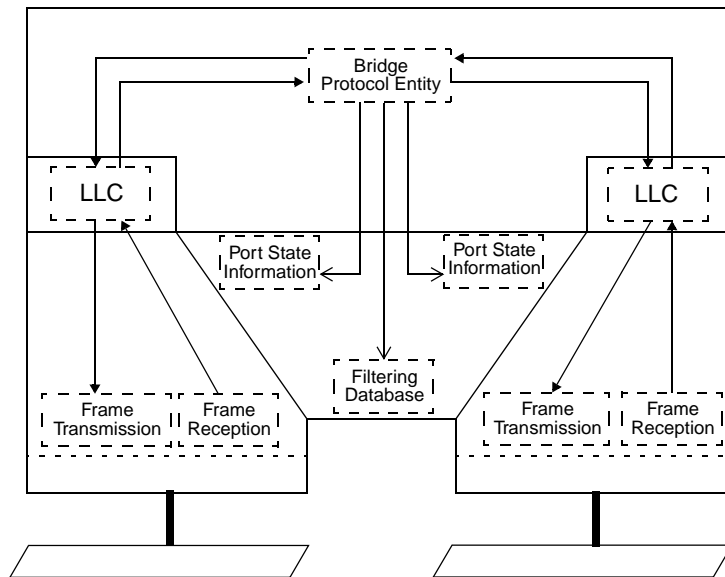 Bridge
Protocol Entity
LLC
LLC
Port State
Information
Port State
Information
Filtering
Database
Frame
Transmission
Frame
Reception
Frame
Transmission
Frame
Reception